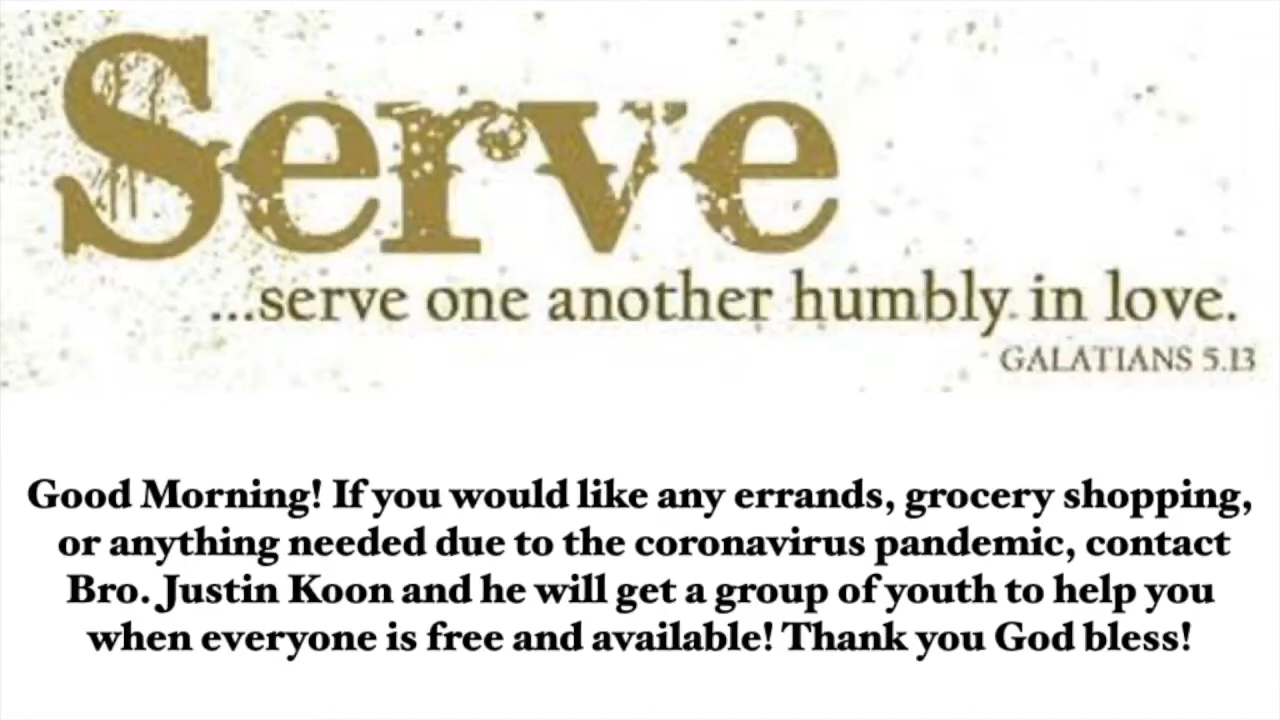 Serve
...serve one another humbly in love.
GALATIANS 5.13
Good Morning! If you would like any errands, grocery shopping,
or anything needed due to the coronavirus pandemic, contact
Bro. Justin Koon and he will get a group of youth to help you
when everyone is free and available! Thank you God bless!